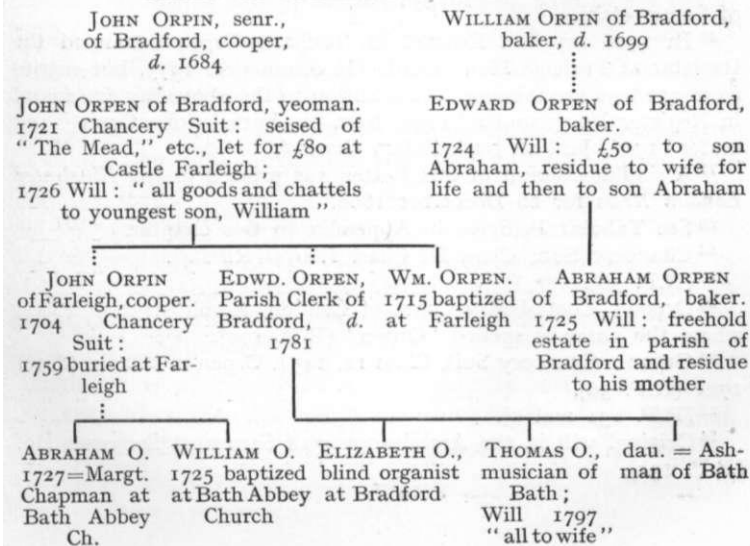 JOHN ORPIN, senr.,
of Bradford, cooper,
d. 1684
WILLIAM ORPIN of Bradford,
baker, d. 1699
JOHN ORPEN of Bradford, yeoman.
1721 Chancery Suit : seised of
"The Mead," etc., let for £80 at
Castle Farleigh ;
1726 Will : "all goods and chattels
to youngest son, William"
EDWARD ORPEN of Bradford,
baker.
1724 Will : £50 to son
Abraham : residue to wife for
life and then to son Abraham
JOHN ORPIN
of Farleigh, cooper.
1704 Chancery
Suit :
1759 buried at Far-
leigh
EDWD. ORPEN,
Parish Clerk of
Bradford, d.
1781
WM. ORPEN.
1715 baptized
at Farleigh
ABRAHAM ORPEN
of Bradford, baker.
1725 Will : freehold
estate in parish of
Bradford and residue
to his mother
ABRAHAM O.
1727=Margt.
Chapman at
Bath Abbey
Ch.
WILLIAM O.
1725 baptized
at Bath Abbey
Church
ELIZABETH O.,
blind organist
at Bradford
THOMAS O.,
musician of
Bath ;
Will 1797
"all to wife"
dau. = Ash-
man of Bath